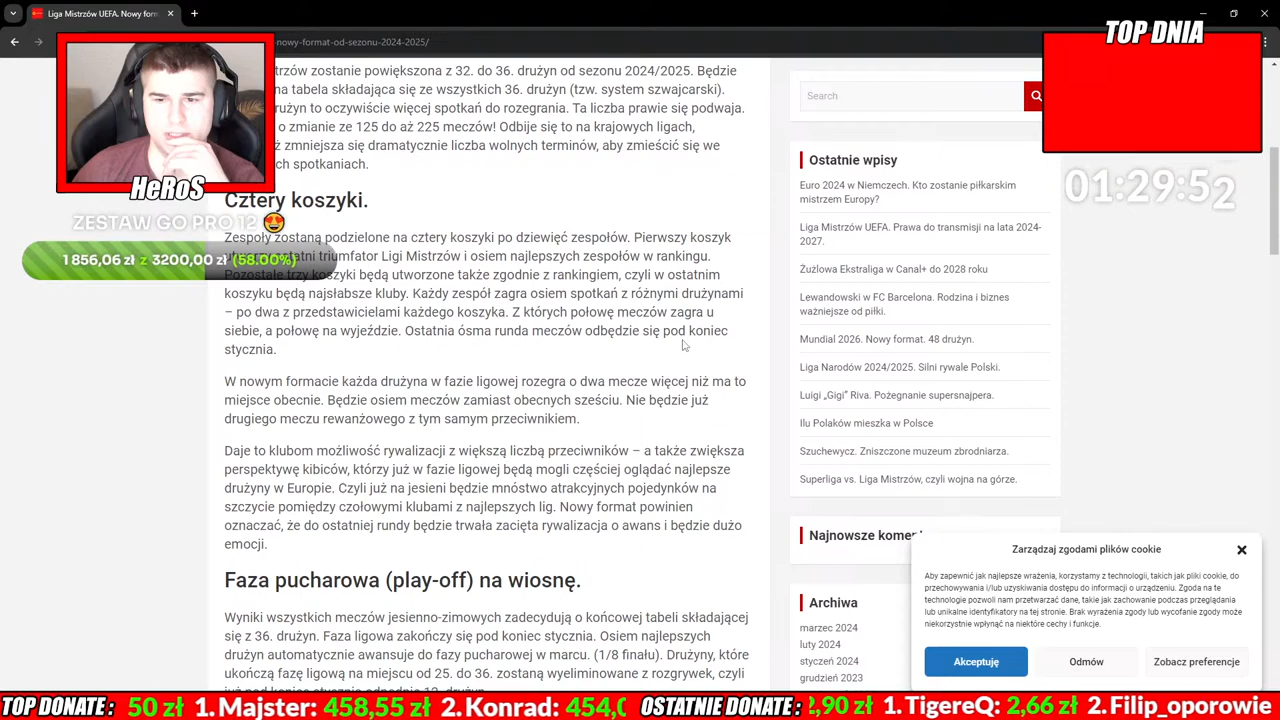 Liga Mistrzów UEFA. Nowy for
-nowy-format-od-sezonu-2024-2025/
TOP DNIA
HeRoS
ZESTAW GO PRO 12 😍
1 856,06 zł z 3200,00 zł (58.00%)
01:29:52
trzów zostanie powiększona z 32. do 36. drużyn od sezonu 2024/2025. Będzie
na tabela składająca się ze wszystkich 36. drużyn (tzw. system szwajcarski).
rużyn to oczywiście więcej spotkań do rozegrania. Ta liczba prawie się podwaja.
o zmianie ze 125 do aż 225 meczów! Odbije się to na krajowych ligach,
ż zmniejsza się dramatycznie liczba wolnych terminów, aby zmieścić się we
ch spotkaniach.
Cztery koszyki.
Zespoły zostaną podzielone na cztery koszyki po dziewięć zespołów. Pierwszy koszyk
tni triumfator Ligi Mistrzów i osiem najlepszych zespołów w rankingu.
Pozostałe trzy koszyki będą utworzone także zgodnie z rankingiem, czyli w ostatnim
koszyku będą najsłabsze kluby. Każdy zespół zagra osiem spotkań z różnymi drużynami
– po dwa z przedstawicielami każdego koszyka. Z których połowę meczów zagra u
siebie, a połowę na wyjeździe. Ostatnia ósma runda meczów odbędzie się pod koniec
stycznia.
W nowym formacie każda drużyna w fazie ligowej rozegra o dwa mecze więcej niż ma to
miejsce obecnie. Będzie osiem meczów zamiast obecnych sześciu. Nie będzie już
drugiego meczu rewanżowego z tym samym przeciwnikiem.
Daje to klubom możliwość rywalizacji z większą liczbą przeciwników – a także zwiększa
perspektywę kibiców, którzy już w fazie ligowej będą mogli częściej oglądać najlepsze
drużyny w Europie. Czyli już na jesieni będzie mnóstwo atrakcyjnych pojedynków na
szczycie pomiędzy czołowymi klubami z najlepszych lig. Nowy format powinien
oznaczać, że do ostatniej rundy będzie trwała zacięta rywalizacja o awans i będzie dużo
emocji.
Faza pucharowa (play-off) na wiosnę.
Wyniki wszystkich meczów jesienno-zimowych zadecydują o końcowej tabeli składającej
się z 36. drużyn. Faza ligowa zakończy się pod koniec stycznia. Osiem najlepszych
drużyn automatycznie awansuje do fazy pucharowej w marcu. (1/8 finału). Drużyny, które
ukończą fazę ligową na miejscu od 25. do 36. zostaną wyeliminowane z rozgrywek, czyli
Search
Ostatnie wpisy
Euro 2024 w Niemczech. Kto zostanie piłkarskim
mistrzem Europy?
Liga Mistrzów UEFA. Prawa do transmisji na lata 2024-
2027.
Żużlowa Ekstraliga w Canal+ do 2028 roku
Lewandowski w FC Barcelona. Rodzina i biznes
ważniejsze od piłki.
Mundial 2026. Nowy format. 48 drużyn.
Liga Narodów 2024/2025. Silni rywale Polski.
Luigi „Gigi” Riva. Pożegnanie supersnajpera.
Ilu Polaków mieszka w Polsce
Szuchewycz. Zniszczone muzeum zbrodniarza.
Superliga vs. Liga Mistrzów, czyli wojna na górze.
Najnowsze koment
Archiwa
marzec 2024
luty 2024
styczeń 2024
grudzień 2023
Zarządzaj zgodami plików cookie
Aby zapewnić jak najlepsze wrażenia, korzystamy z technologii, takich jak pliki cookie, do
przechowywania i/lub uzyskiwania dostępu do informacji o urządzeniu. Zgoda na te
technologie pozwoli nam przetwarzać dane, takie jak zachowanie podczas przeglądania
lub unikalne identyfikatory na tej stronie. Brak wyrażenia zgody lub wycofanie zgody może
niekorzystnie wpłynąć na niektóre cechy i funkcje.
Akceptuję
Odmów
Zobacz preferencje
TOP DONATE : 50 zł 1. Majster: 458,55 zł 2. Konrad: 454,0
OSTATNIE DONATE : 2,90 zł 1. TigereQ: 2,66 zł 2. Filip_oporowie